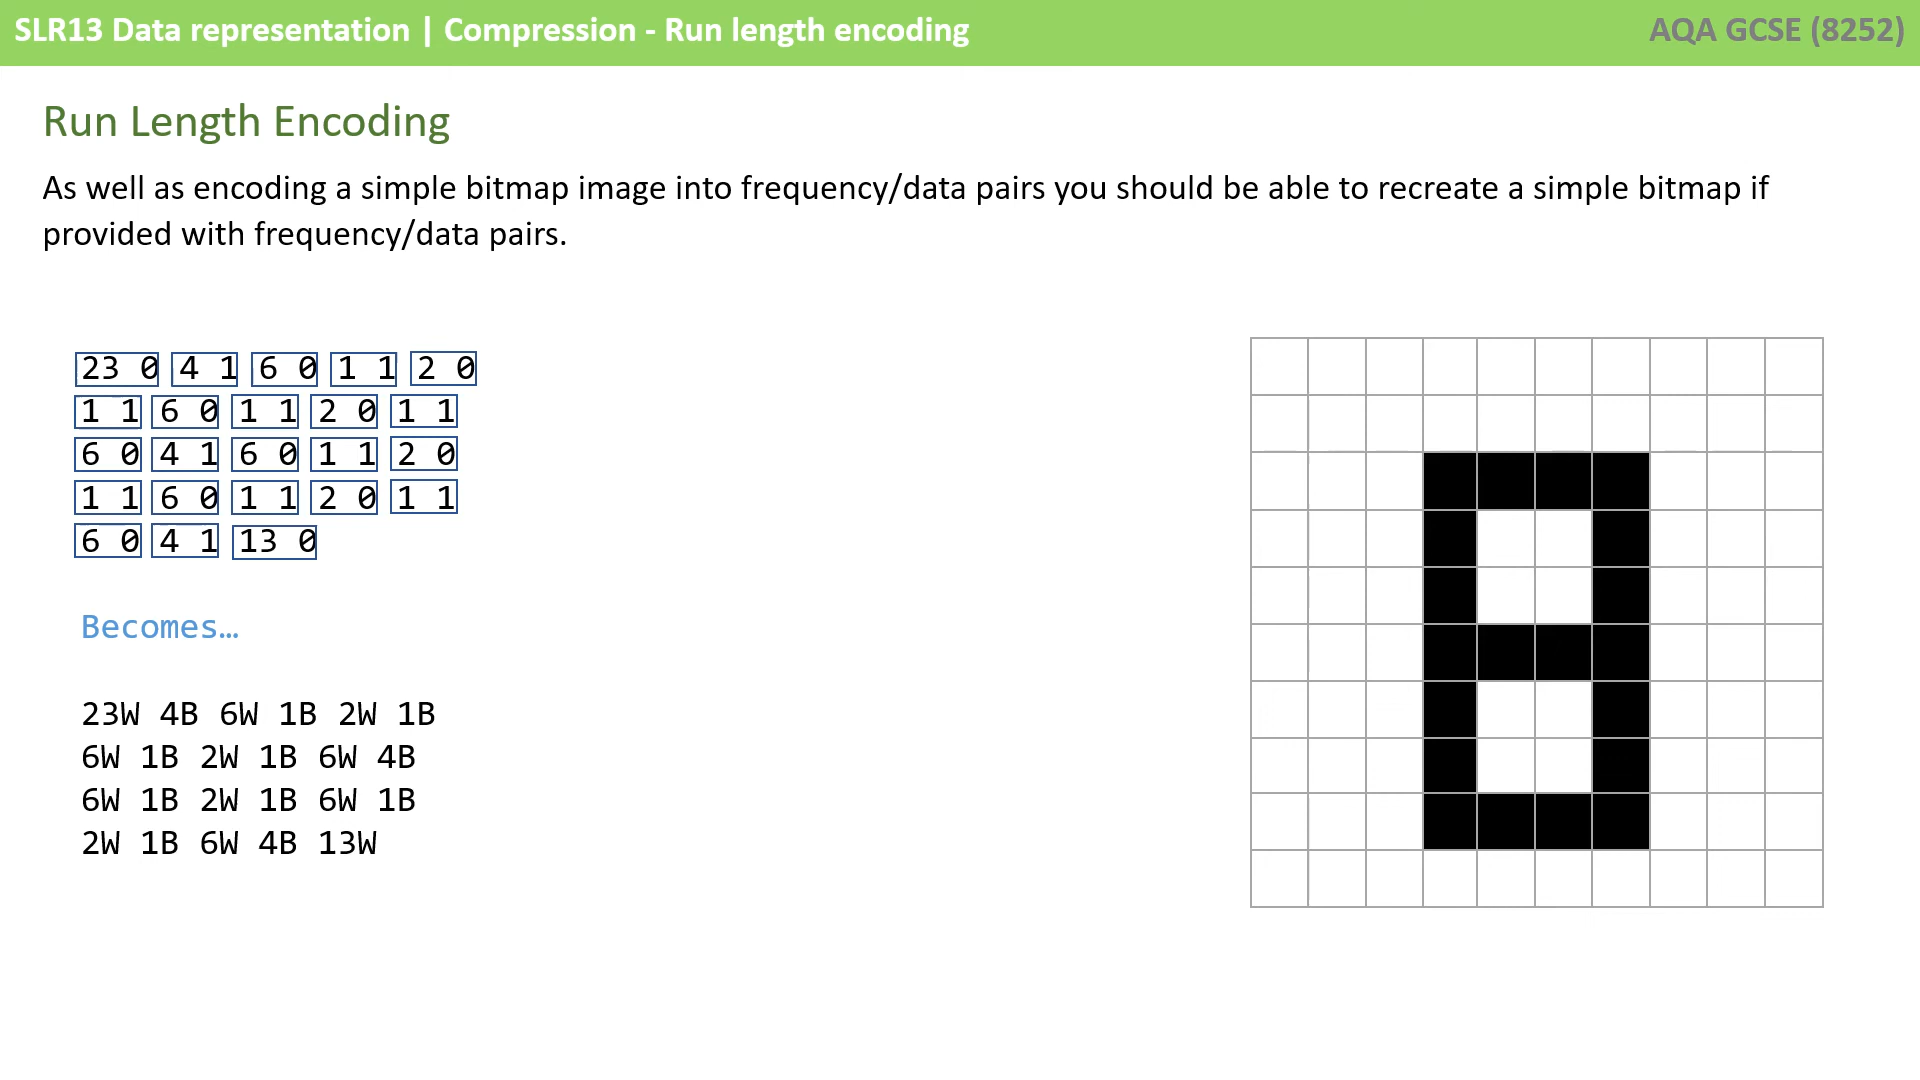 SLR13 Data representation | Compression - Run length encoding
AQA GCSE (8252)
Run Length Encoding
As well as encoding a simple bitmap image into frequency/data pairs you should be able to recreate a simple bitmap if
provided with frequency/data pairs.
23 0 4 1 6 0 1 1 2 0
1 1 6 0 1 1 2 0 1 1
6 0 4 1 6 0 1 1 2 0
1 1 6 0 1 1 2 0 1 1
6 0 4 1 13 0
Becomes…
23W 4B 6W 1B 2W 1B
6W 1B 2W 1B 6W 4B
6W 1B 2W 1B 6W 1B
2W 1B 6W 4B 13W